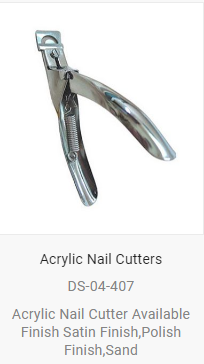 Acrylic Nail Cutters
DS-04-407
Acrylic Nail Cutter Available
Finish Satin Finish,Polish
Finish,Sand